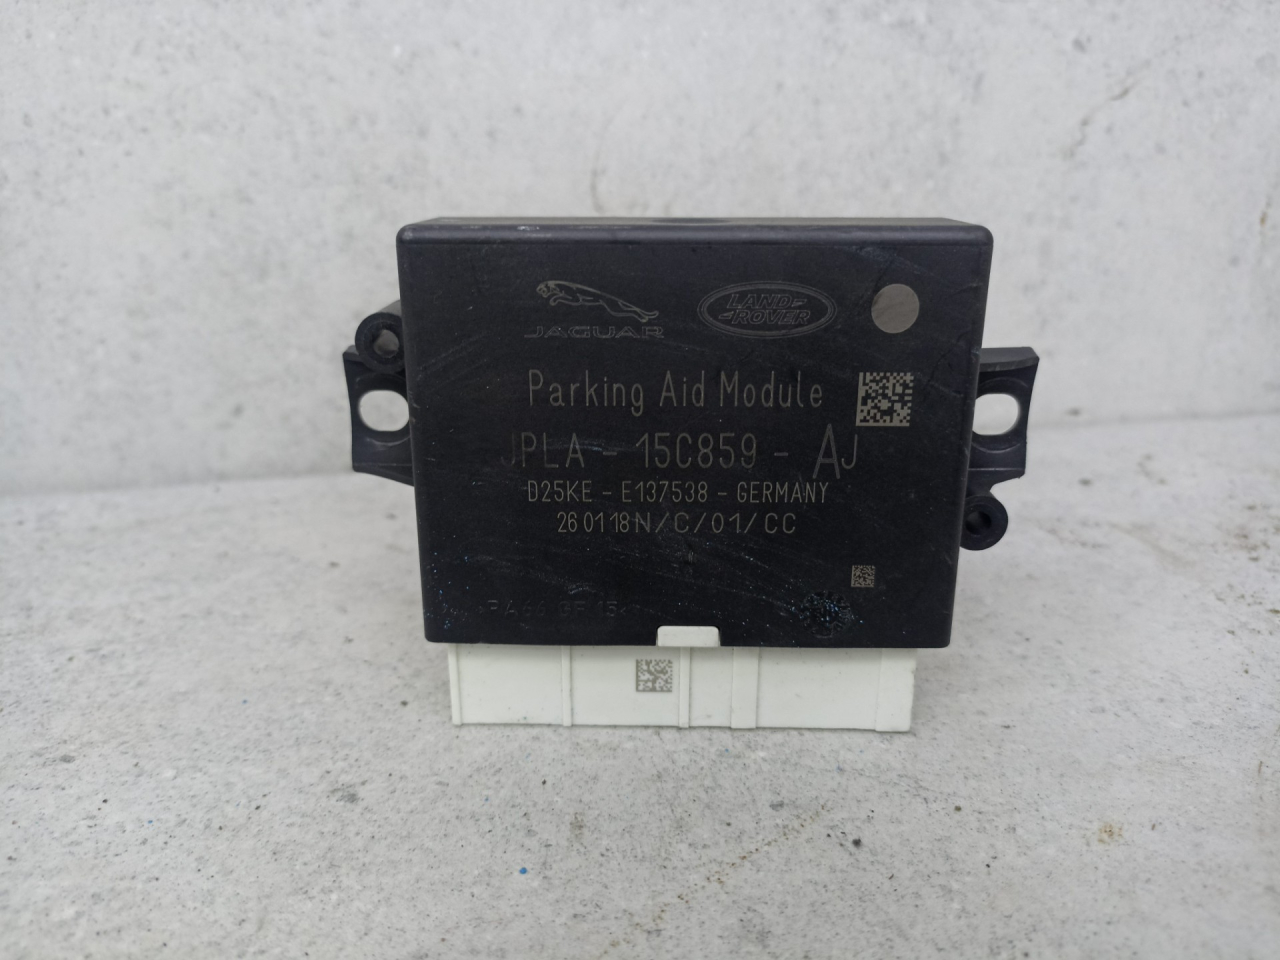 JAGUAR
LAND
ROVER
Parking Aid Module
JPLA - 15C859 - AJ
D25KE - E137538 - GERMANY
260118N/C/01/CC